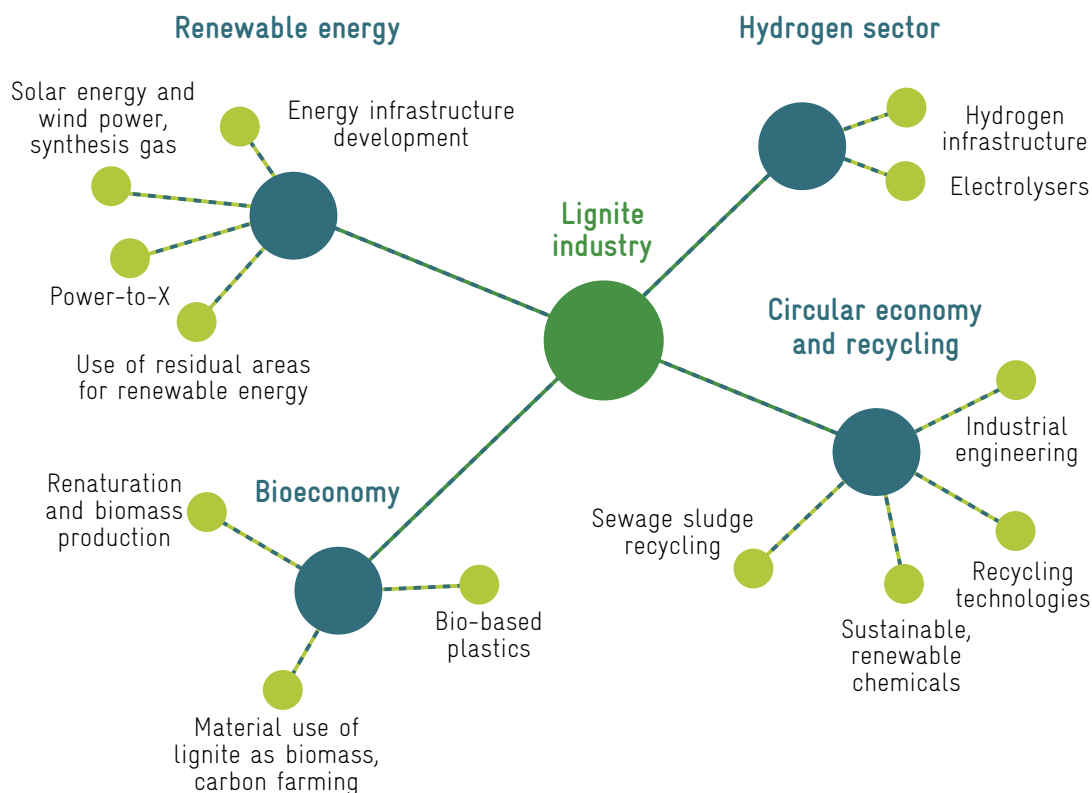 Renewable energy
Hydrogen sector
Solar energy and
wind power,
synthesis gas
Energy infrastructure
development
Hydrogen
infrastructure
Electrolysers
Lignite
industry
Power-to-X
Use of residual areas
for renewable energy
Circular economy
and recycling
Industrial
engineering
Renaturation
and biomass
production
Bioeconomy
Sewage sludge
recycling
Recycling
technologies
Bio-based
plastics
Sustainable,
renewable
chemicals
Material use of
lignite as biomass,
carbon farming